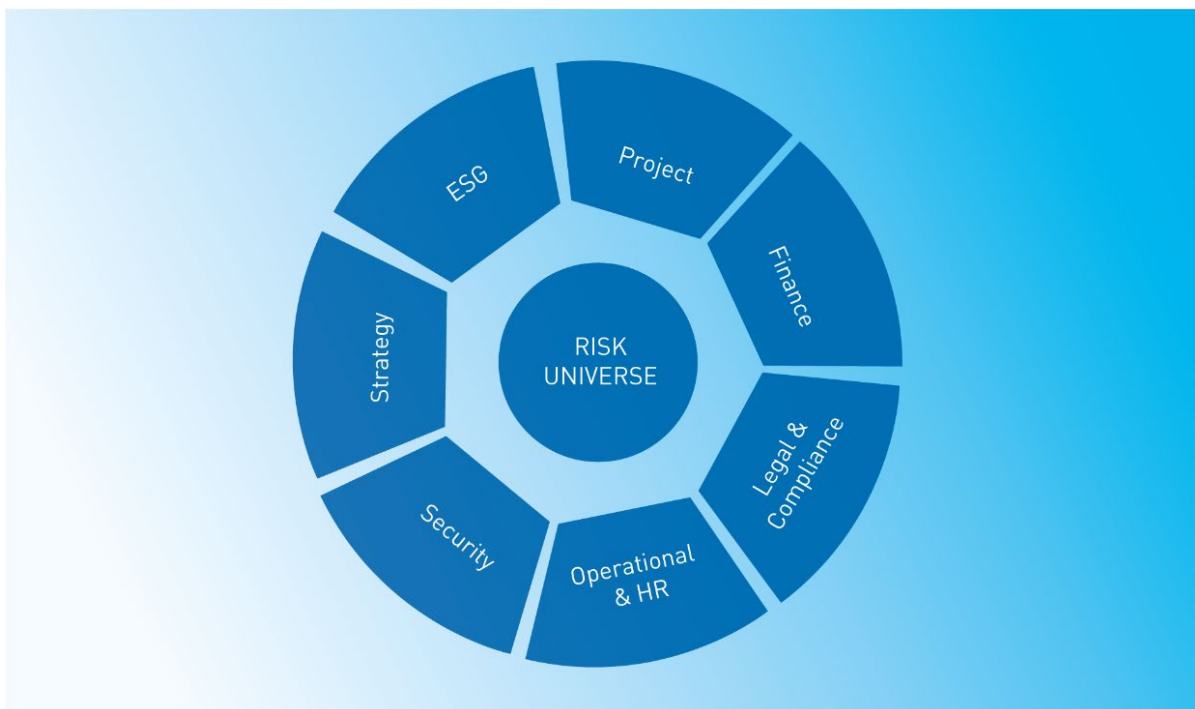 Project
Finance
Legal &
Compliance
Operational
& HR
Security
Strategy
ESG
RISK
UNIVERSE